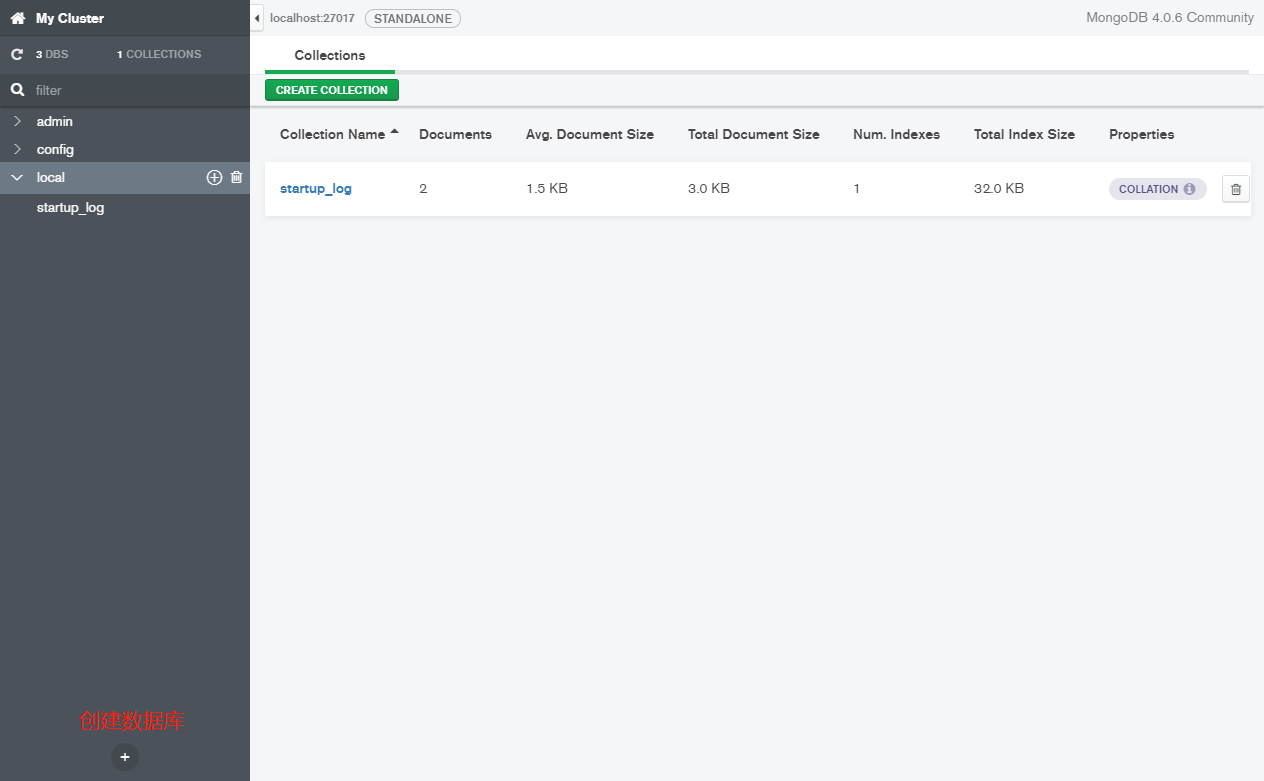 My Cluster
localhost:27017 STANDALONE MongoDB 4.0.6 Community
3 DBS 1 COLLECTIONS
Collections
filter
CREATE COLLECTION
admin
config
local
startup_log
Collection Name Documents Avg. Document Size Total Document Size Num. Indexes Total Index Size Properties
startup_log 2 1.5 KB 3.0 KB 1 32.0 KB COLLATION
创建数据库